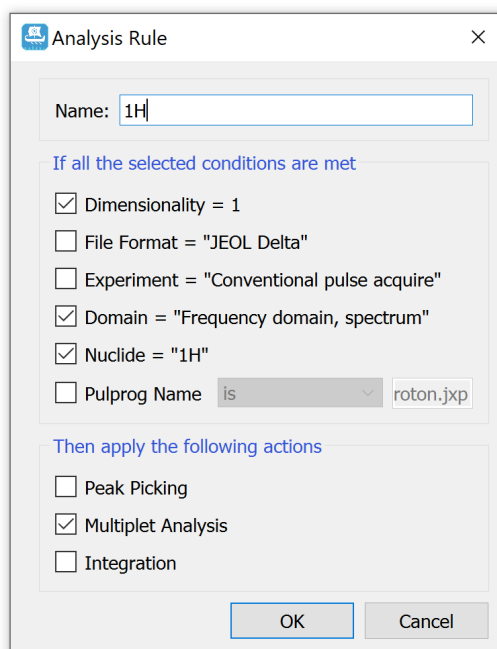 Analysis Rule
Name: 1H
If all the selected conditions are met
Dimensionality = 1
File Format = "JEOL Delta"
Experiment = "Conventional pulse acquire"
Domain = "Frequency domain, spectrum"
Nuclide = "1H"
Pulprog Name is roton.jxp
Then apply the following actions
Peak Picking
Multiplet Analysis
Integration
OK Cancel